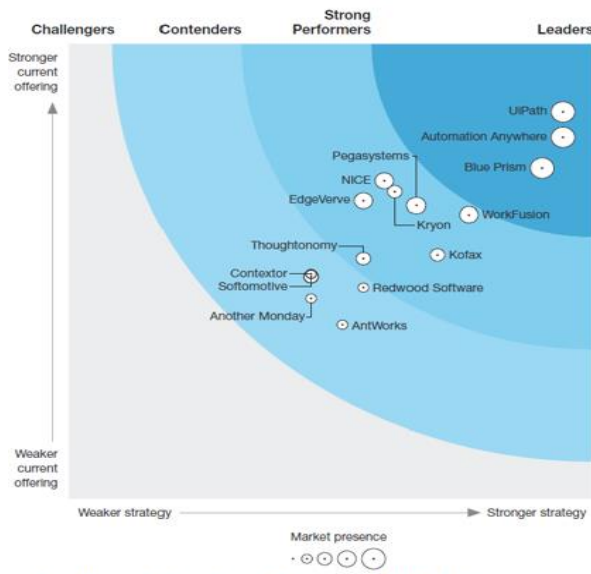 Challengers
Contenders
Strong
Performers
Leaders
Stronger
current
offering
UiPath
Automation Anywhere
Pegasystems
Blue Prism
NICE
EdgeVerve
WorkFusion
Kryon
Thoughtonomy
Kofax
Contextor
Softomotive
Redwood Software
Another Monday
AntWorks
Weaker
current
offering
Weaker strategy
Stronger strategy
Market presence